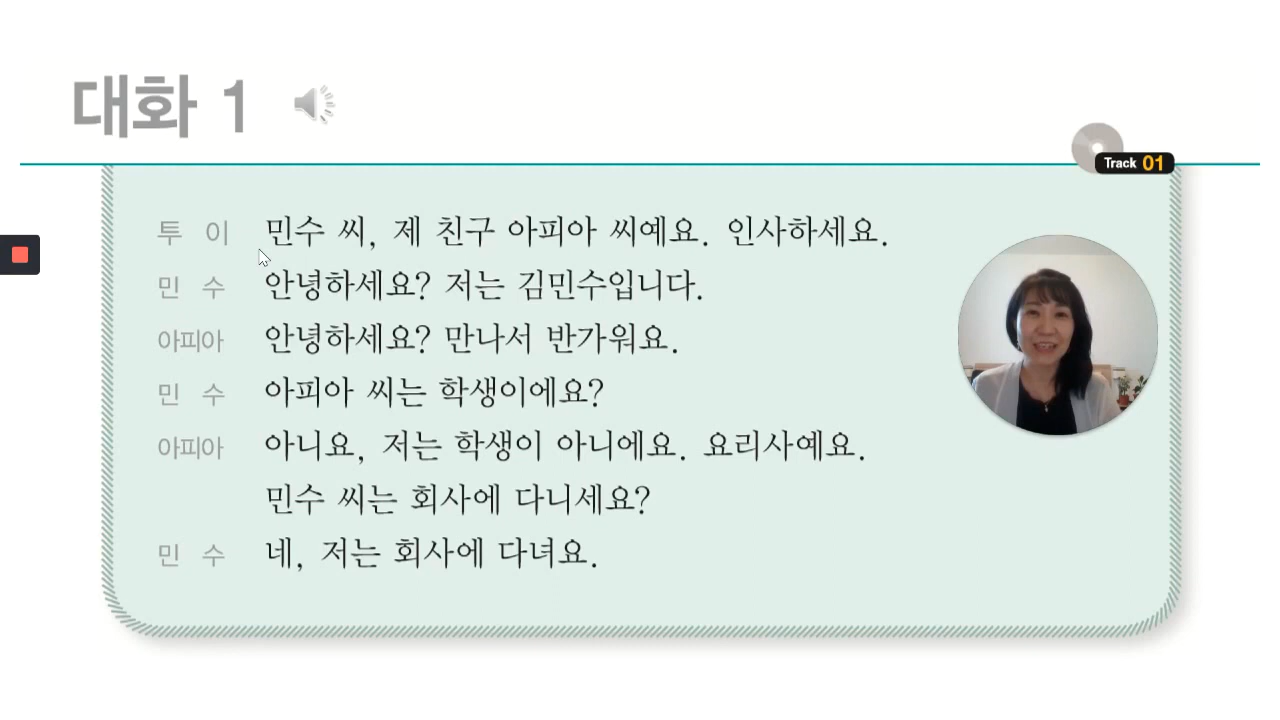 대화 1
Track 01
투 이 민수 씨, 제 친구 아피아 씨예요. 인사하세요.
민 수 안녕하세요? 저는 김민수입니다.
아피아 안녕하세요? 만나서 반가워요.
민 수 아피아 씨는 학생이에요?
아피아 아니요, 저는 학생이 아니에요. 요리사예요.
민수 씨는 회사에 다니세요?
민 수 네, 저는 회사에 다녀요.